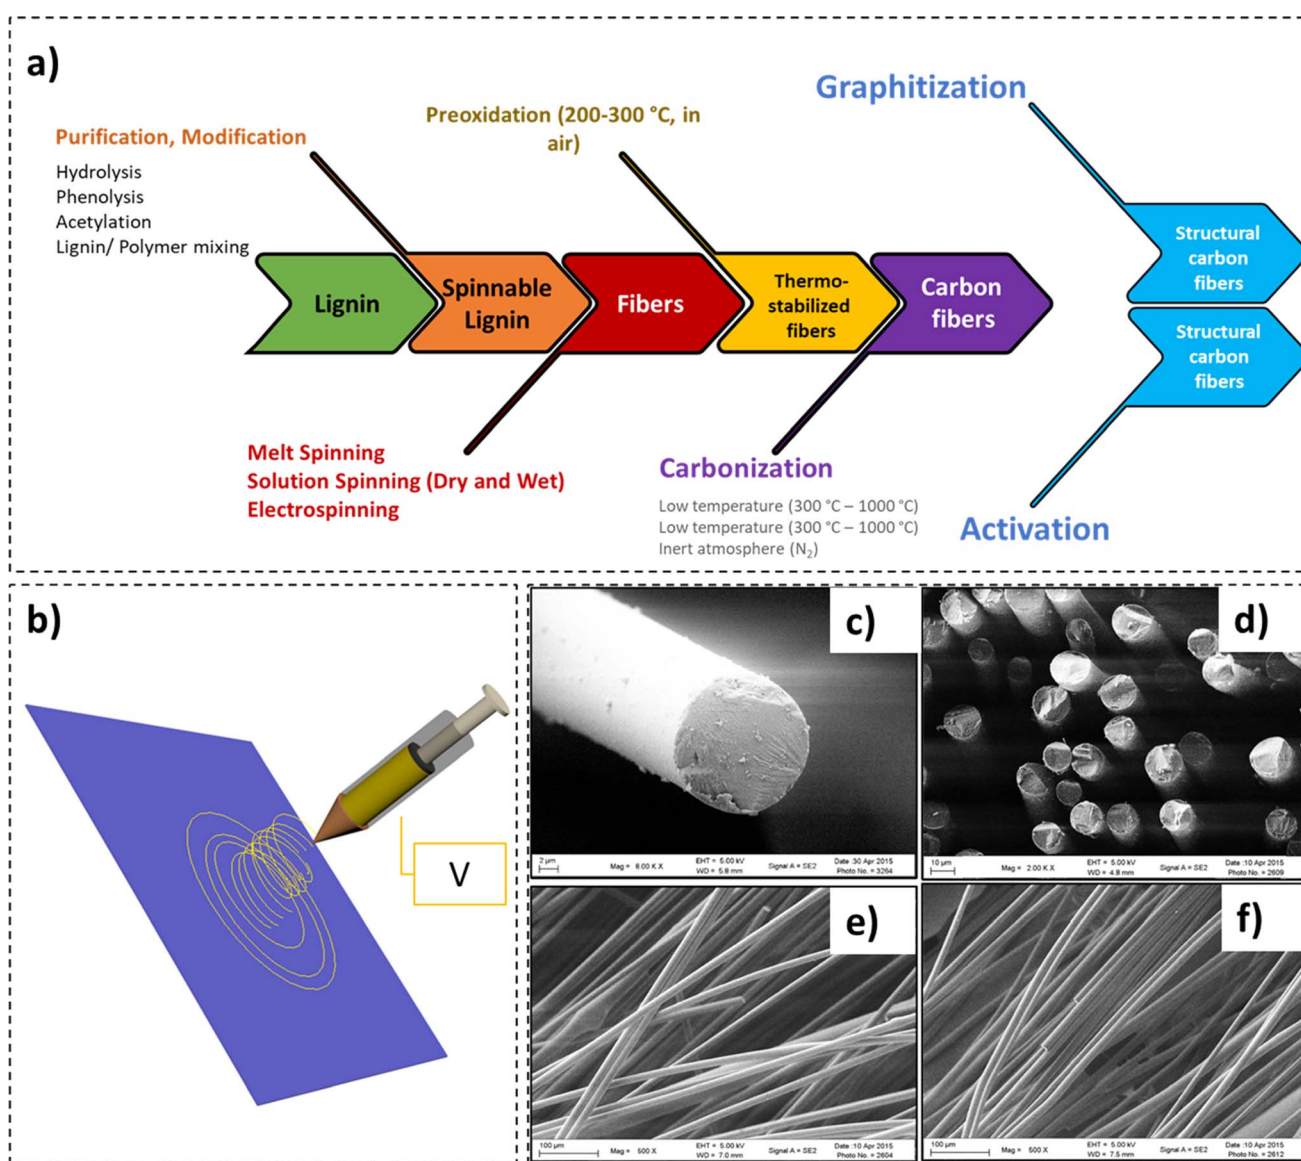 a)
Purification, Modification
Hydrolysis
Phenolysis
Acetylation
Lignin/ Polymer mixing
Preoxidation (200-300 °C, in
air)
Graphitization
Lignin
Spinnable
Lignin
Fibers
Thermo-
stabilized
fibers
Carbon
fibers
Structural
carbon
fibers
Structural
carbon
fibers
Melt Spinning
Solution Spinning (Dry and Wet)
Electrospinning
Carbonization
Low temperature (300 °C – 1000 °C)
Low temperature (300 °C – 1000 °C)
Inert atmosphere (N₂)
Activation
b)
V
c)
2 µm
Mag = 8.00 K X
EHT = 5.00 kV
WD = 5.8 mm
Signal A = SE2
Date :30 Apr 2015
Photo No. = 3264
d)
10 µm
Mag = 2.00 K X
EHT = 5.00 kV
WD = 4.8 mm
Signal A = SE2
Date :10 Apr 2015
Photo No. = 2609
e)
100 µm
Mag = 500 X
EHT = 5.00 kV
WD = 7.0 mm
Signal A = SE2
Date :10 Apr 2015
Photo No. = 2604
f)
100 µm
Mag = 500 X
EHT = 5.00 kV
WD = 7.5 mm
Signal A = SE2
Date :10 Apr 2015
Photo No. = 2612